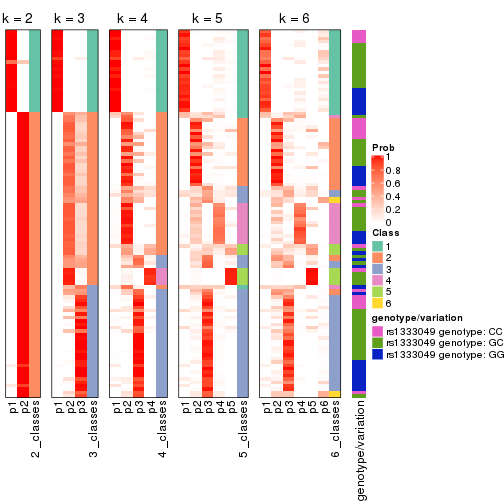 k = 2 k = 3 k = 4 k = 5 k = 6
Prob
1
0.8
0.6
0.4
0.2
0
Class
1
2
3
4
5
6
genotype/variation
rs1333049 genotype: CC
rs1333049 genotype: GC
rs1333049 genotype: GG
p1 p2 2_classes p1 p2 p3 3_classes p1 p2 p3 p4 4_classes p1 p2 p3 p4 p5 5_classes p1 p2 p3 p4 p5 p6 6_classes genotype/variation